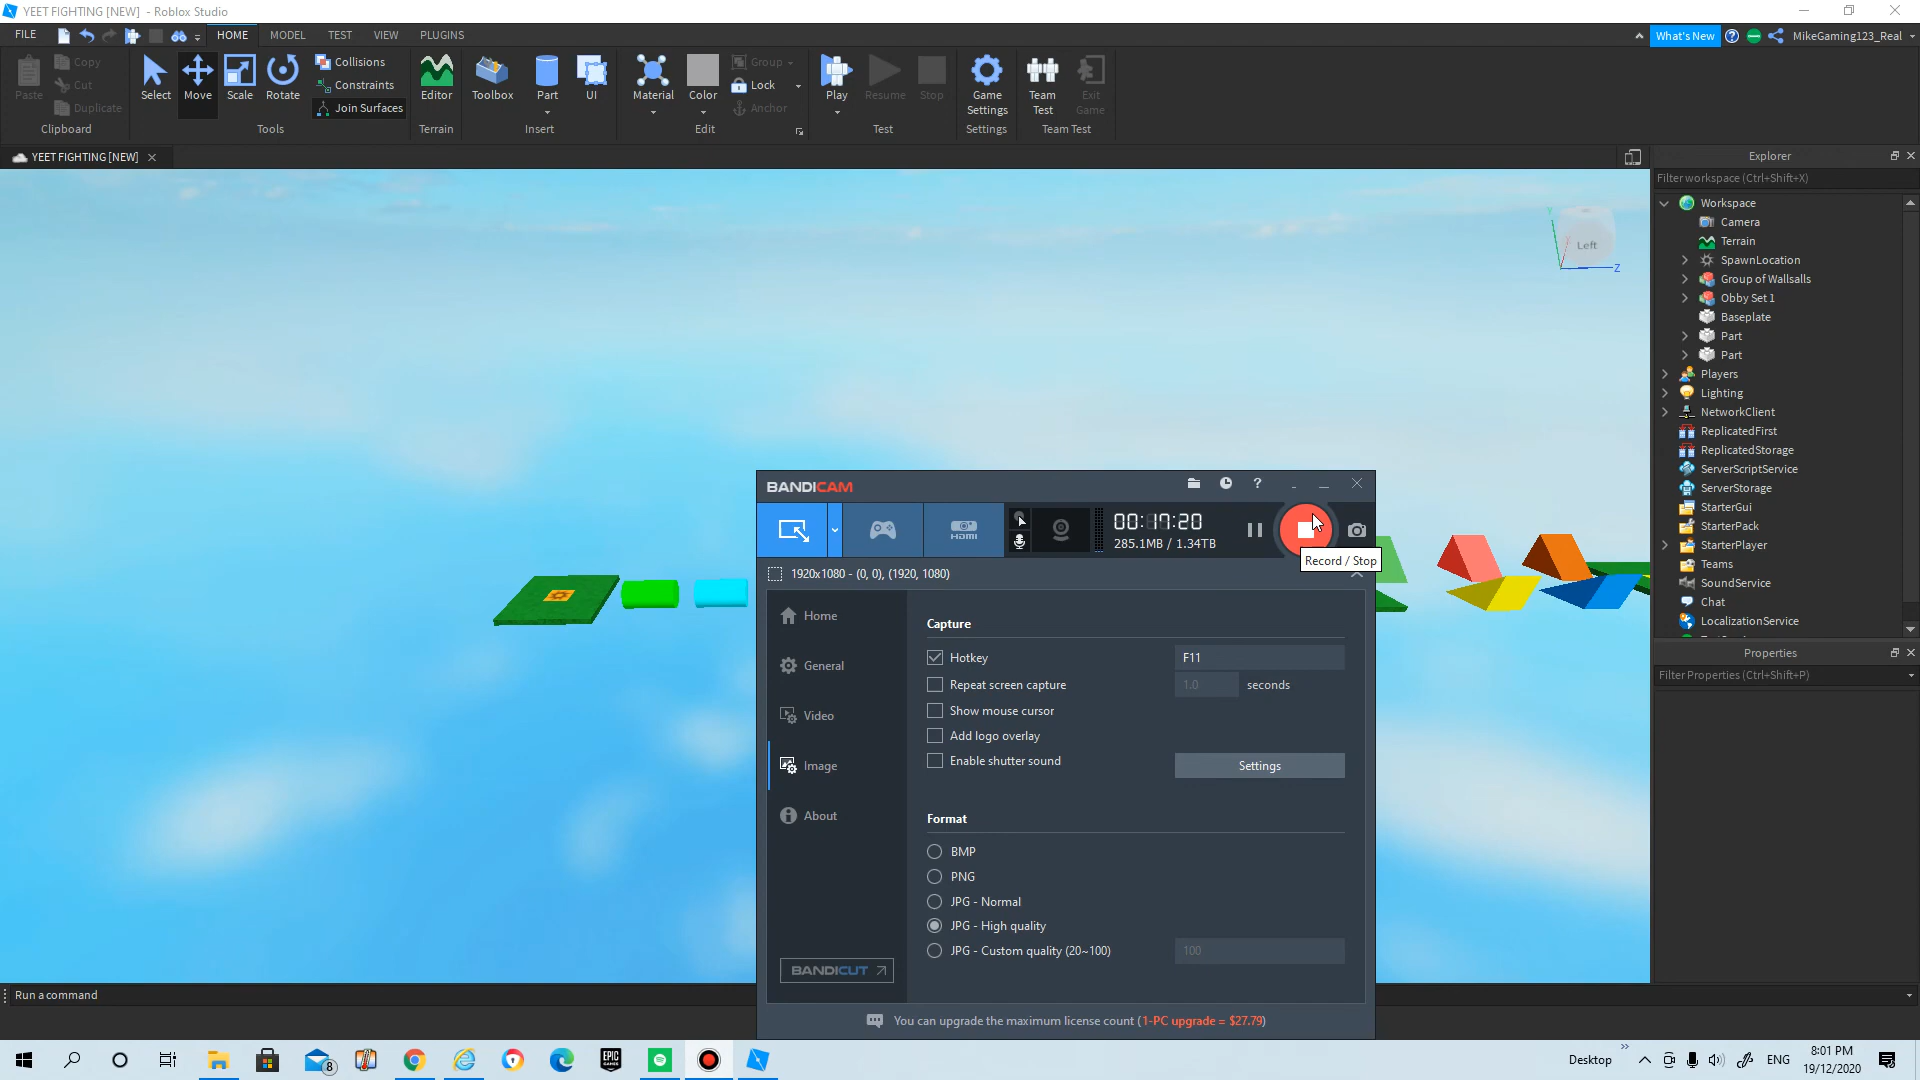 YEET FIGHTING [NEW] - Roblox Studio
FILE HOME MODEL TEST VIEW PLUGINS What's New MikeGaming123_Real
Paste Copy Cut Duplicate Clipboard
Select Move Scale Rotate Collisions Constraints Join Surfaces Tools
Editor Terrain
Toolbox Part UI Insert
Material Color Group Lock Anchor Edit
Play Resume Stop Test
Game Settings Settings
Team Test Exit Game Team Test
YEET FIGHTING [NEW]
Left
Y
Z
Explorer
Filter workspace (Ctrl+Shift+X)
Workspace
Camera
Terrain
SpawnLocation
Group of Wallsalls
Obby Set 1
Baseplate
Part
Part
Players
Lighting
NetworkClient
ReplicatedFirst
ReplicatedStorage
ServerScriptService
ServerStorage
StarterGui
StarterPack
StarterPlayer
Teams
SoundService
Chat
LocalizationService
Properties
Filter Properties (Ctrl+Shift+P)
BANDICAM
HDMI
00:17:20
285.1MB / 1.34TB
Record / Stop
1920x1080 - (0, 0), (1920, 1080)
Home
General
Video
Image
About
BANDICUT
Capture
Hotkey F11
Repeat screen capture 1.0 seconds
Show mouse cursor
Add logo overlay
Enable shutter sound Settings
Format
BMP
PNG
JPG - Normal
JPG - High quality
JPG - Custom quality (20~100) 100
You can upgrade the maximum license count (1-PC upgrade = $27.79)
Run a command
8
EPIC GAMES
Desktop
ENG
8:01 PM
19/12/2020